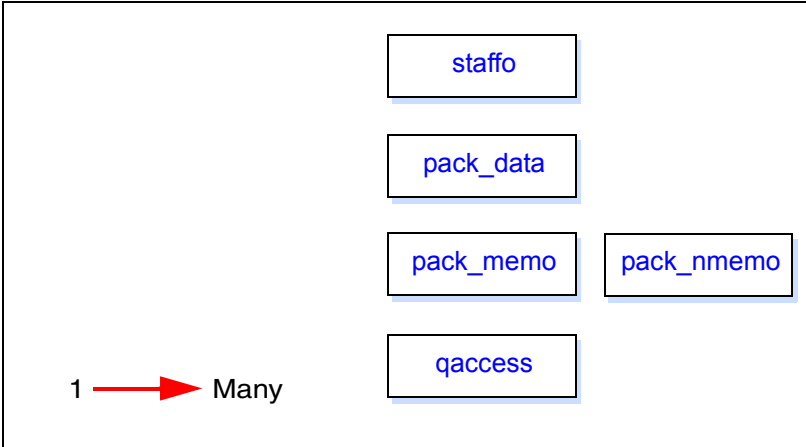 staffo
pack_data
pack_memo pack_nmemo
qaccess
1 Many